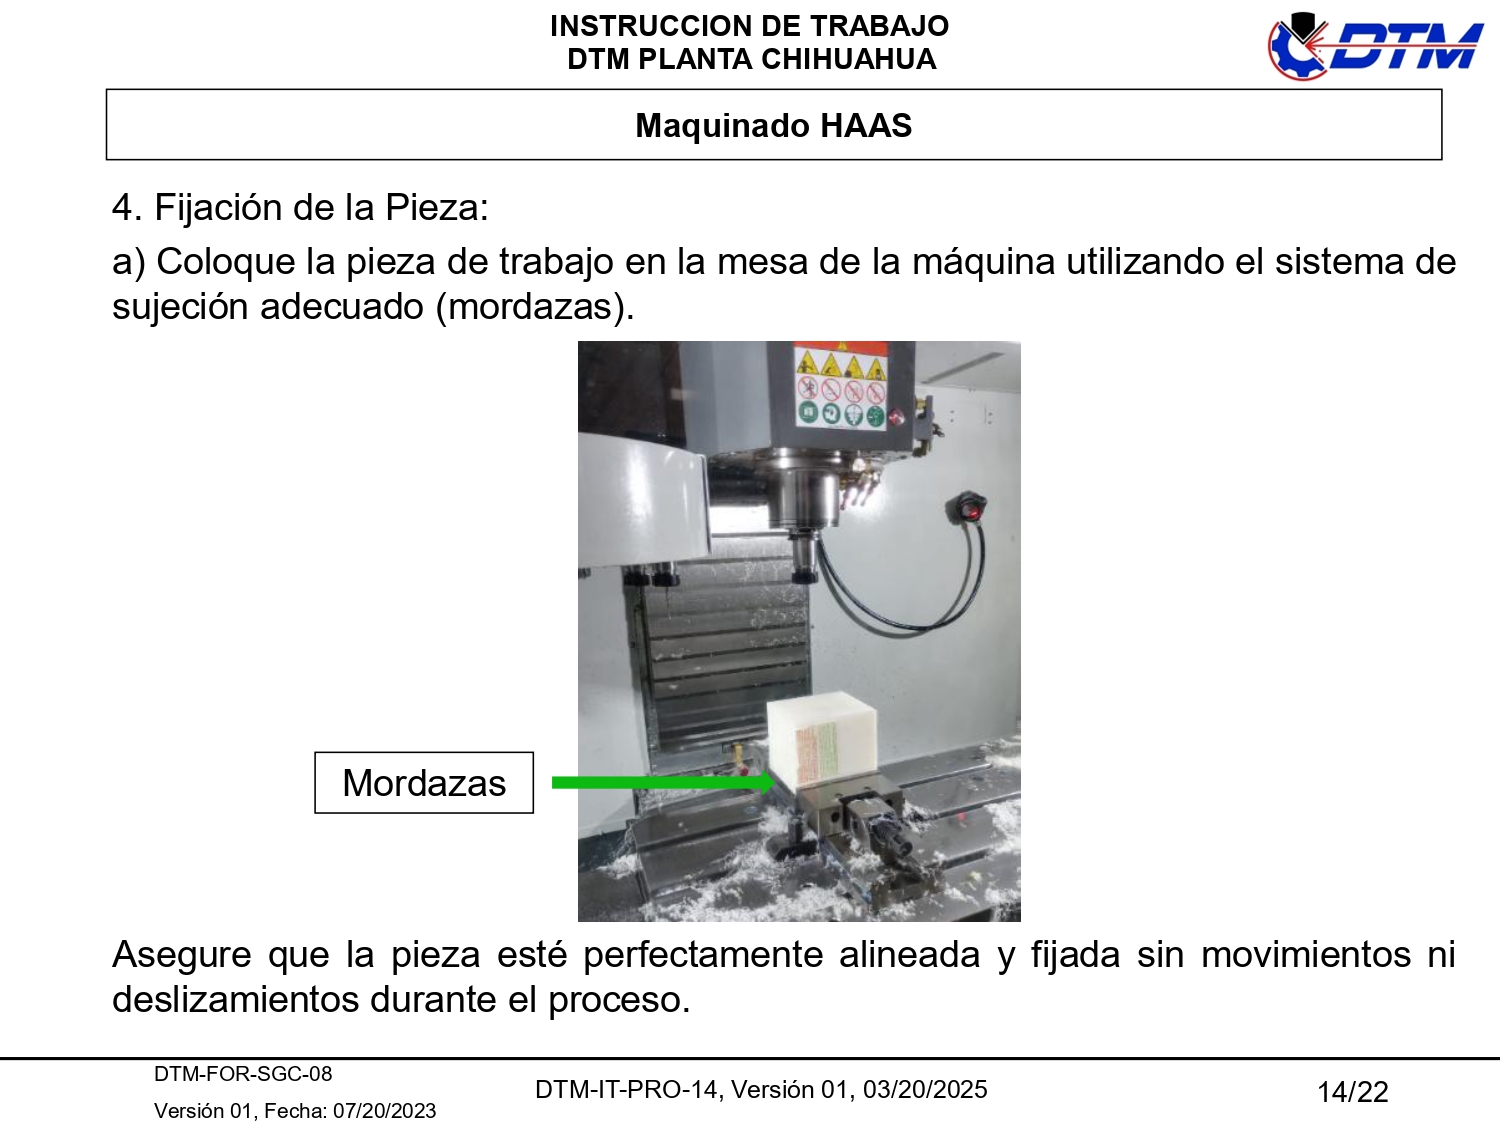 INSTRUCCION DE TRABAJO
DTM PLANTA CHIHUAHUA
DTM
Maquinado HAAS
4. Fijación de la Pieza:
a) Coloque la pieza de trabajo en la mesa de la máquina utilizando el sistema de
sujeción adecuado (mordazas).
Mordazas
Asegure que la pieza esté perfectamente alineada y fijada sin movimientos ni
deslizamientos durante el proceso.
DTM-FOR-SGC-08
Versión 01, Fecha: 07/20/2023
DTM-IT-PRO-14, Versión 01, 03/20/2025
14/22